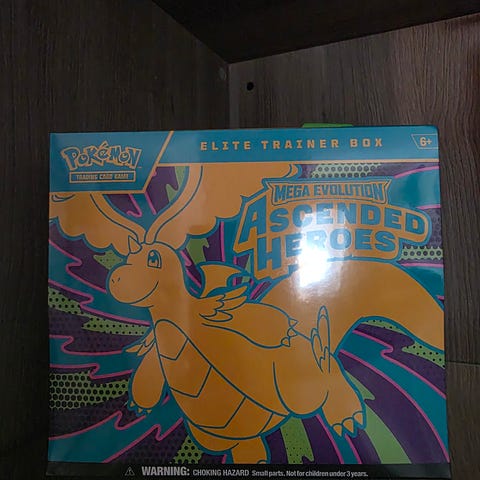 ELITE TRAINER BOX
6+
POKéMON
TRADING CARD GAME
MEGA EVOLUTION
ASCENDED
HEROES
WARNING: CHOKING HAZARD Small parts. Not for children under 3 years.